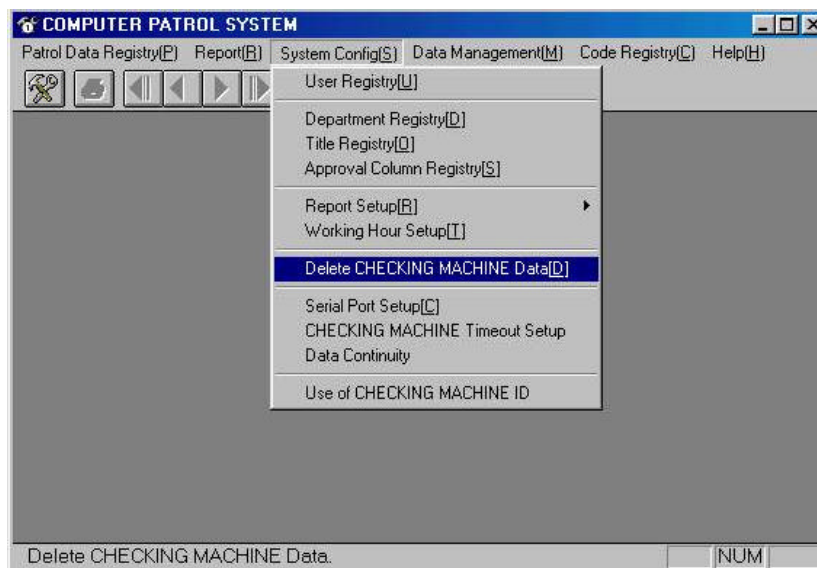 COMPUTER PATROL SYSTEM
Patrol Data Registry(P) Report(R) System Config(S) Data Management(M) Code Registry(C) Help(H)
User Registry[U]
Department Registry[D]
Title Registry[O]
Approval Column Registry[S]
Report Setup[R]
Working Hour Setup[T]
Delete CHECKING MACHINE Data[D]
Serial Port Setup[C]
CHECKING MACHINE Timeout Setup
Data Continuity
Use of CHECKING MACHINE ID
Delete CHECKING MACHINE Data.
NUM